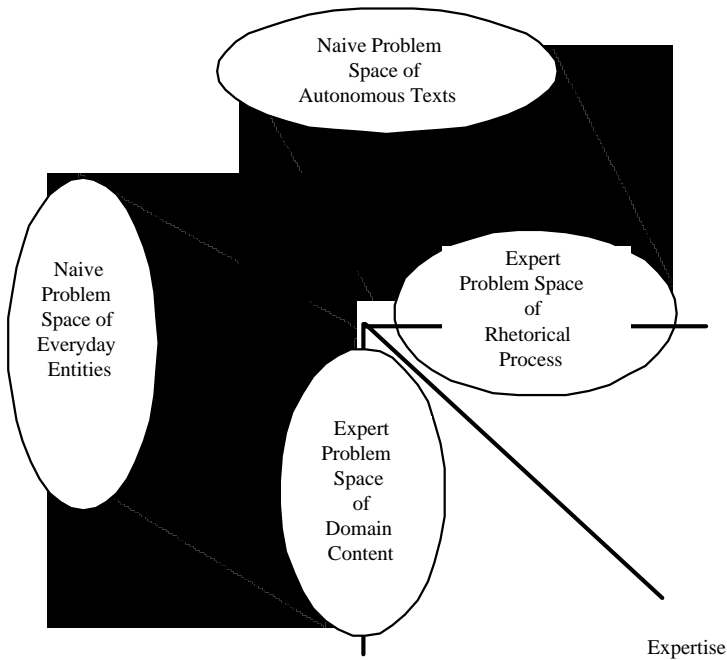 Naive Problem
Space of
Autonomous Texts
Naive
Problem
Space of
Everyday
Entities
Expert
Problem Space
of
Rhetorical
Process
Expert
Problem
Space
of
Domain
Content
Expertise